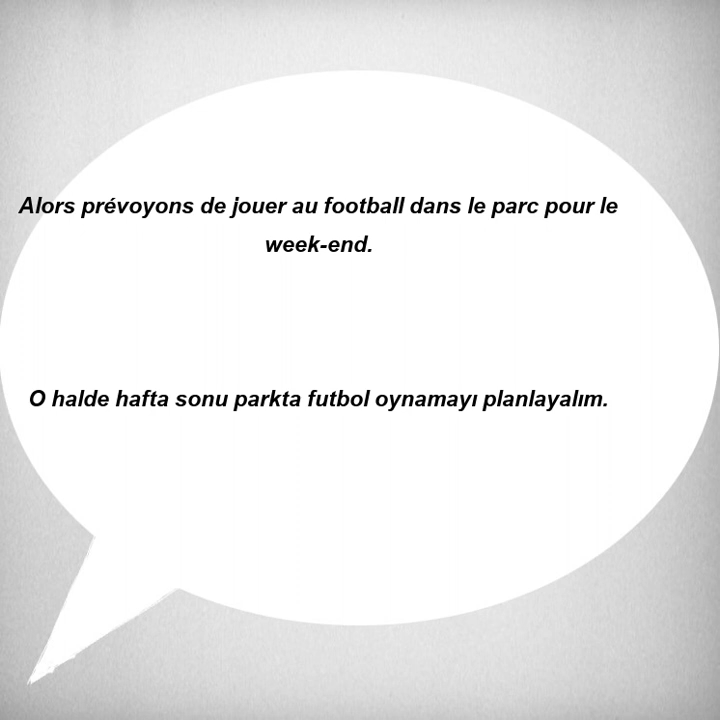 Alors prévoyons de jouer au football dans le parc pour le
week-end.
O halde hafta sonu parkta futbol oynamayı planlayalım.